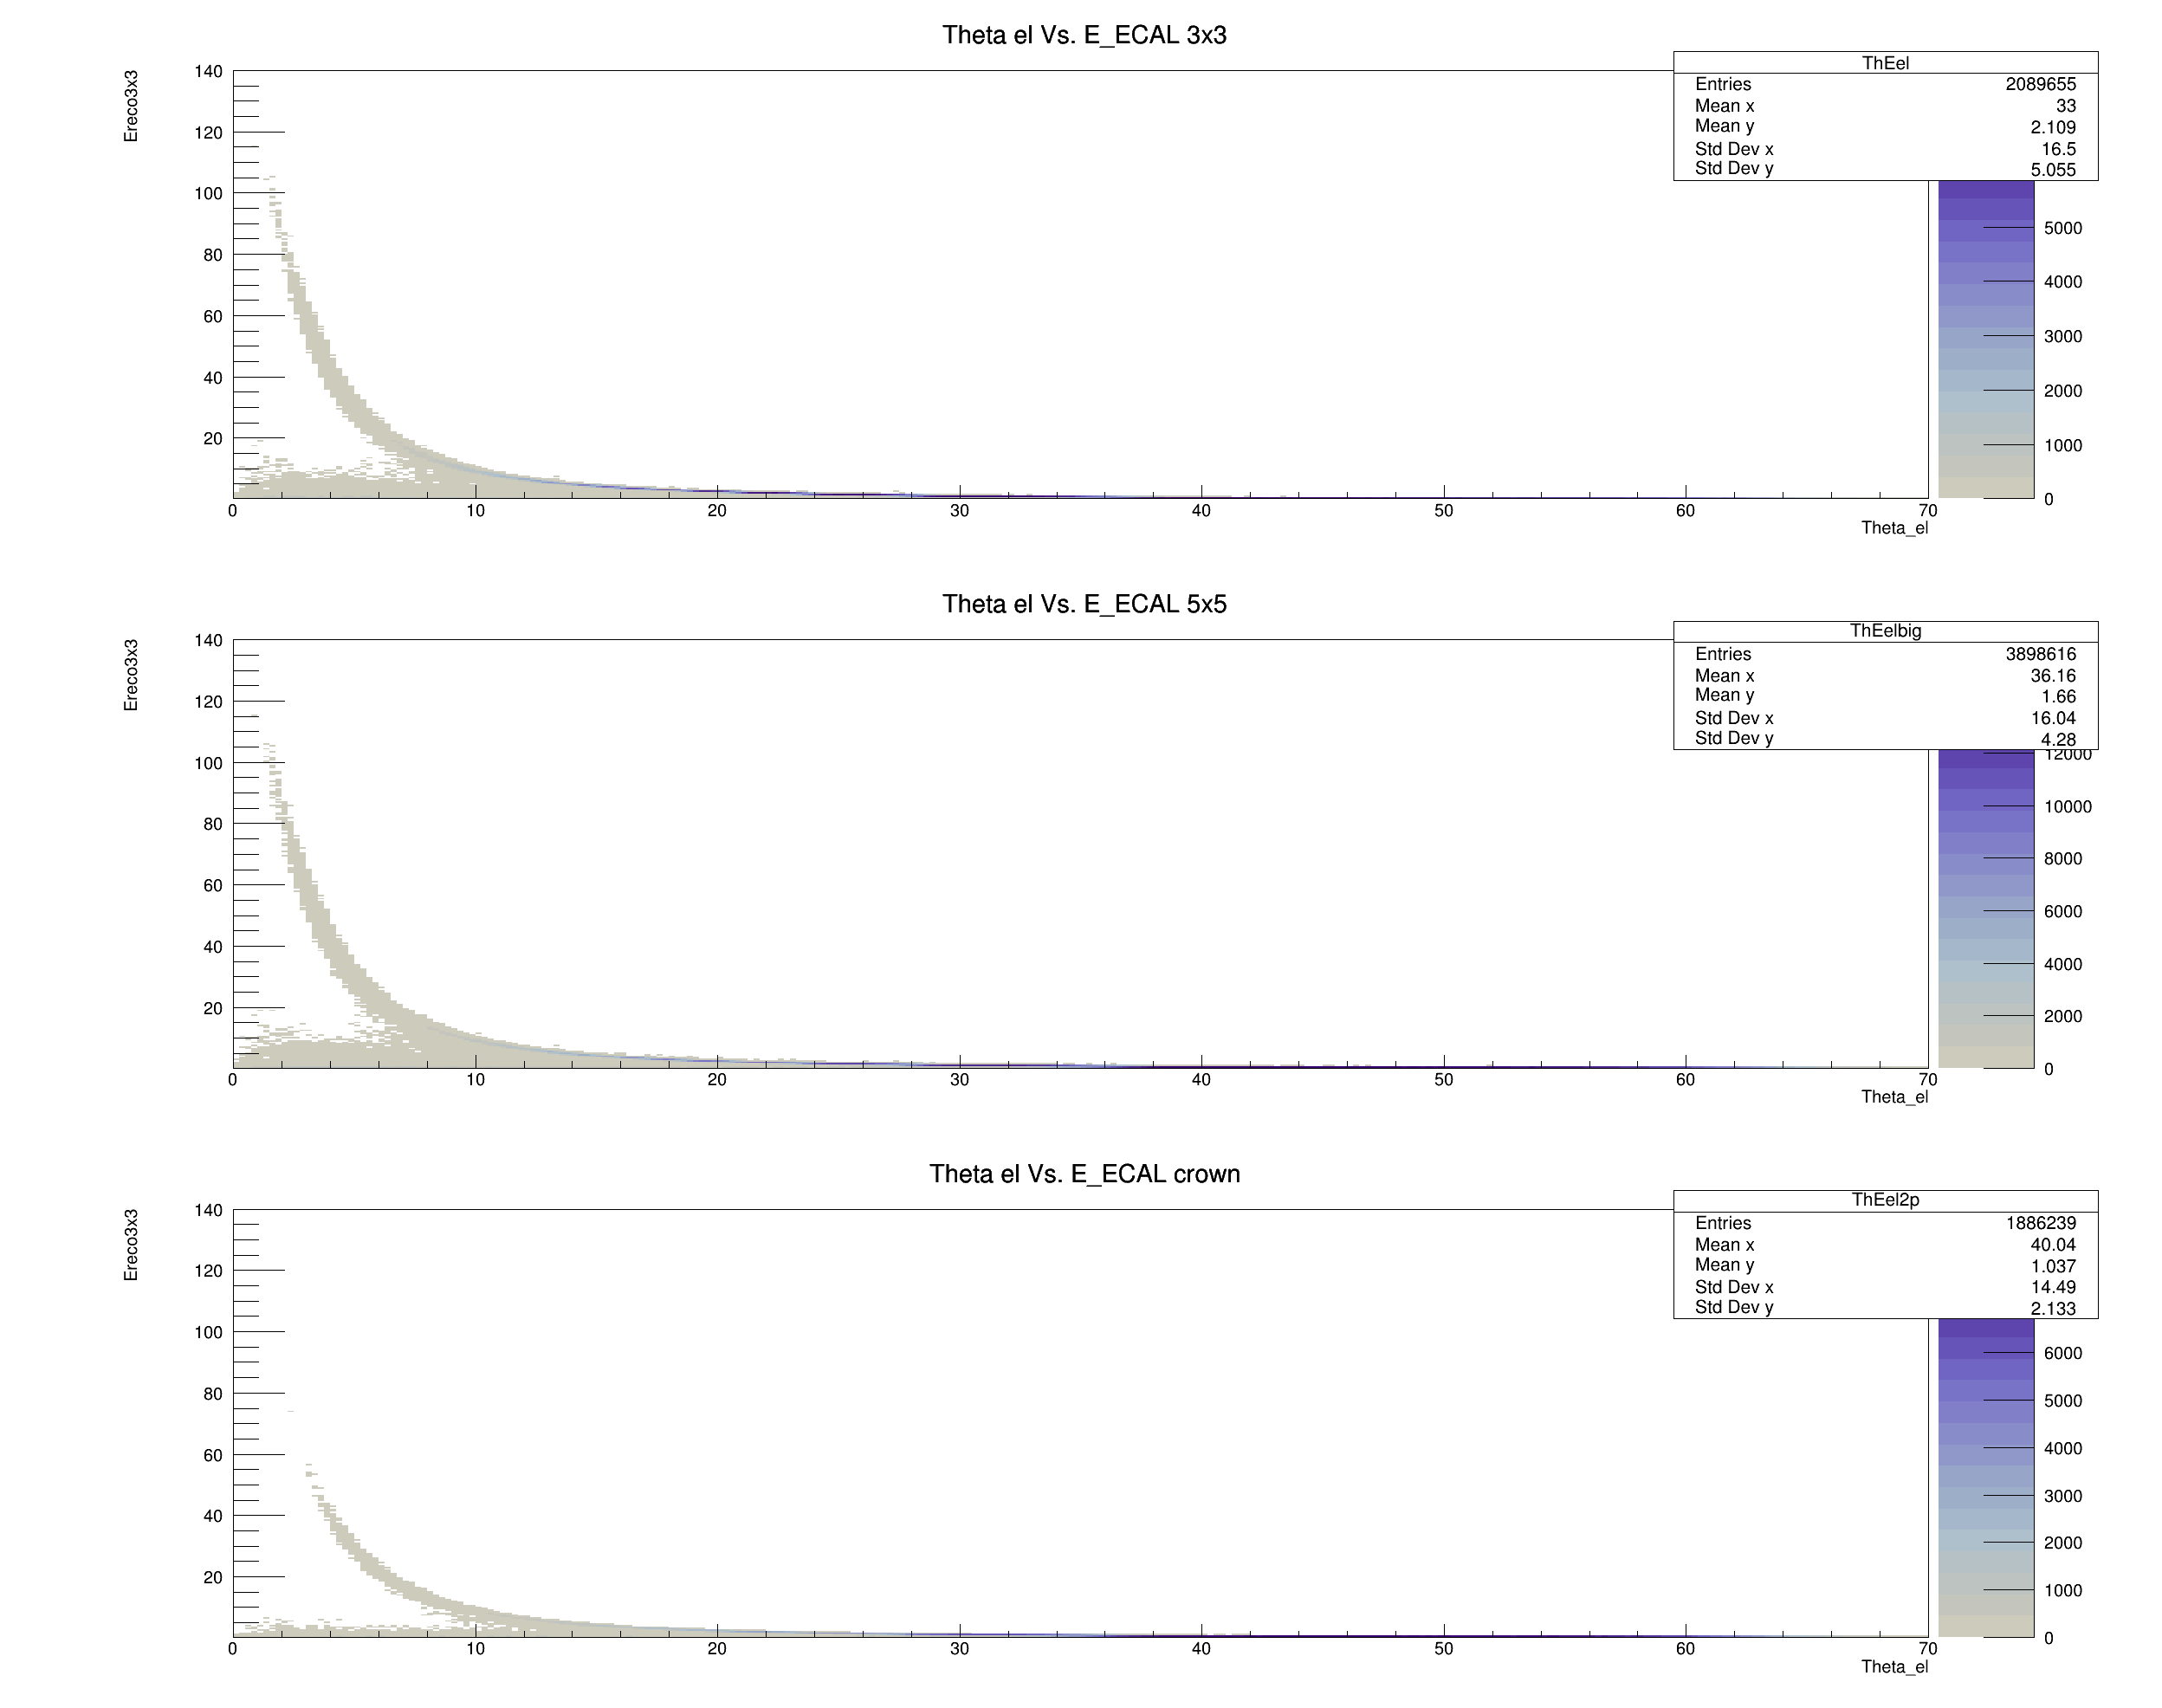 Theta el Vs. E_ECAL 3x3
ThEel
Entries 2089655
Mean x 33
Mean y 2.109
Std Dev x 16.5
Std Dev y 5.055
Ereco3x3
140
120
100
80
60
40
20
0 10 20 30 40 50 60 70
Theta_el
5000
4000
3000
2000
1000
0
Theta el Vs. E_ECAL 5x5
ThEelbig
Entries 3898616
Mean x 36.16
Mean y 1.66
Std Dev x 16.04
Std Dev y 4.28
Ereco3x3
140
120
100
80
60
40
20
0 10 20 30 40 50 60 70
Theta_el
12000
10000
8000
6000
4000
2000
0
Theta el Vs. E_ECAL crown
ThEel2p
Entries 1886239
Mean x 40.04
Mean y 1.037
Std Dev x 14.49
Std Dev y 2.133
Ereco3x3
140
120
100
80
60
40
20
0 10 20 30 40 50 60 70
Theta_el
6000
5000
4000
3000
2000
1000
0